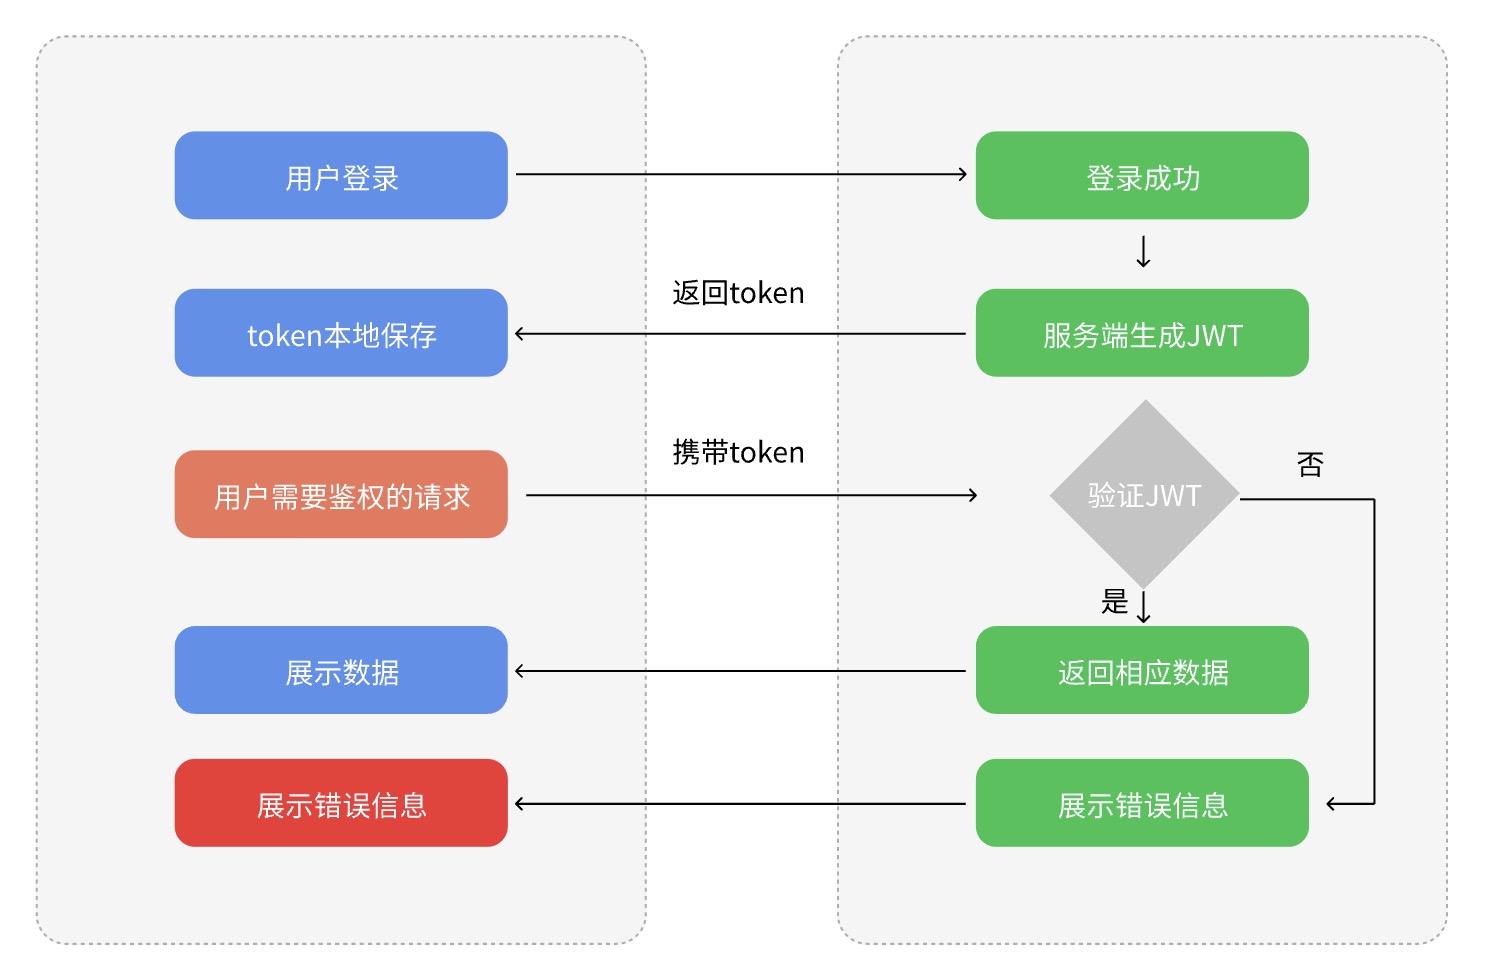 用户登录
登录成功
返回token
token本地保存
服务端生成JWT
携带token
否
用户需要鉴权的请求
验证JWT
是
展示数据
返回相应数据
展示错误信息
展示错误信息